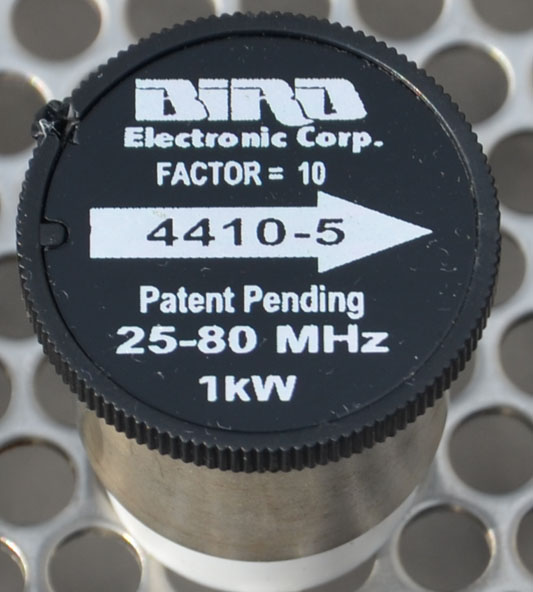 BIRD
Electronic Corp.
FACTOR = 10
4410-5
Patent Pending
25-80 MHz
1kW